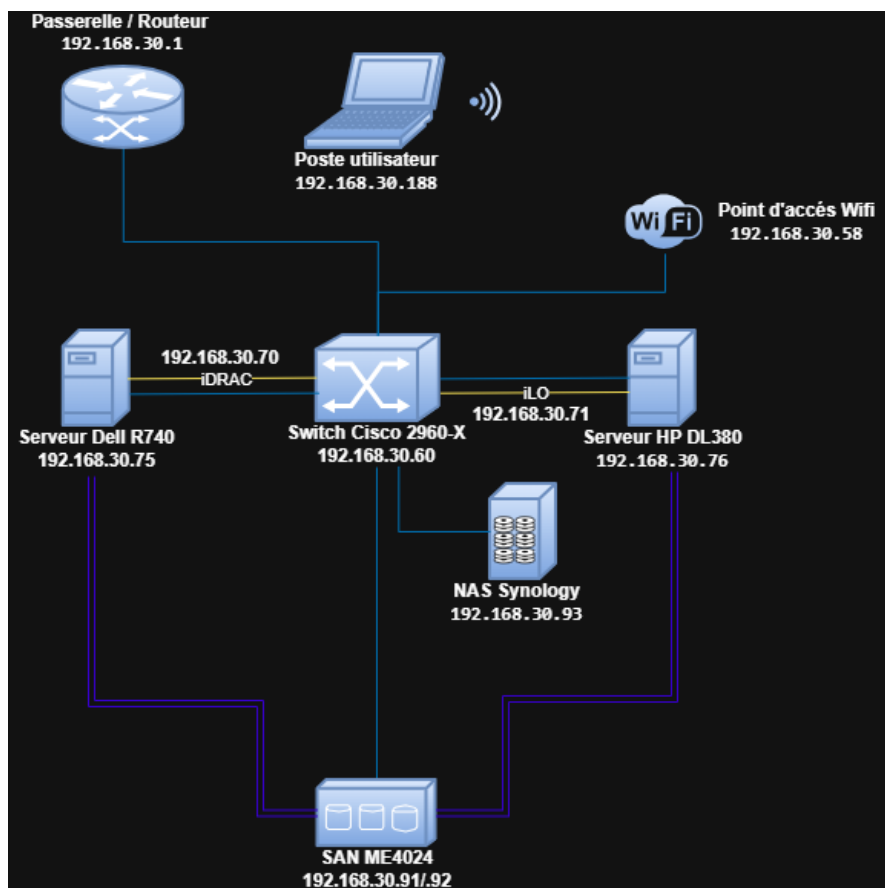 Passerelle / Routeur
192.168.30.1
Poste utilisateur
192.168.30.188
WiFi
Point d'accés Wifi
192.168.30.58
192.168.30.70
iDRAC
iLO
192.168.30.71
Serveur Dell R740
192.168.30.75
Switch Cisco 2960-X
192.168.30.60
Serveur HP DL380
192.168.30.76
NAS Synology
192.168.30.93
SAN ME4024
192.168.30.91/.92